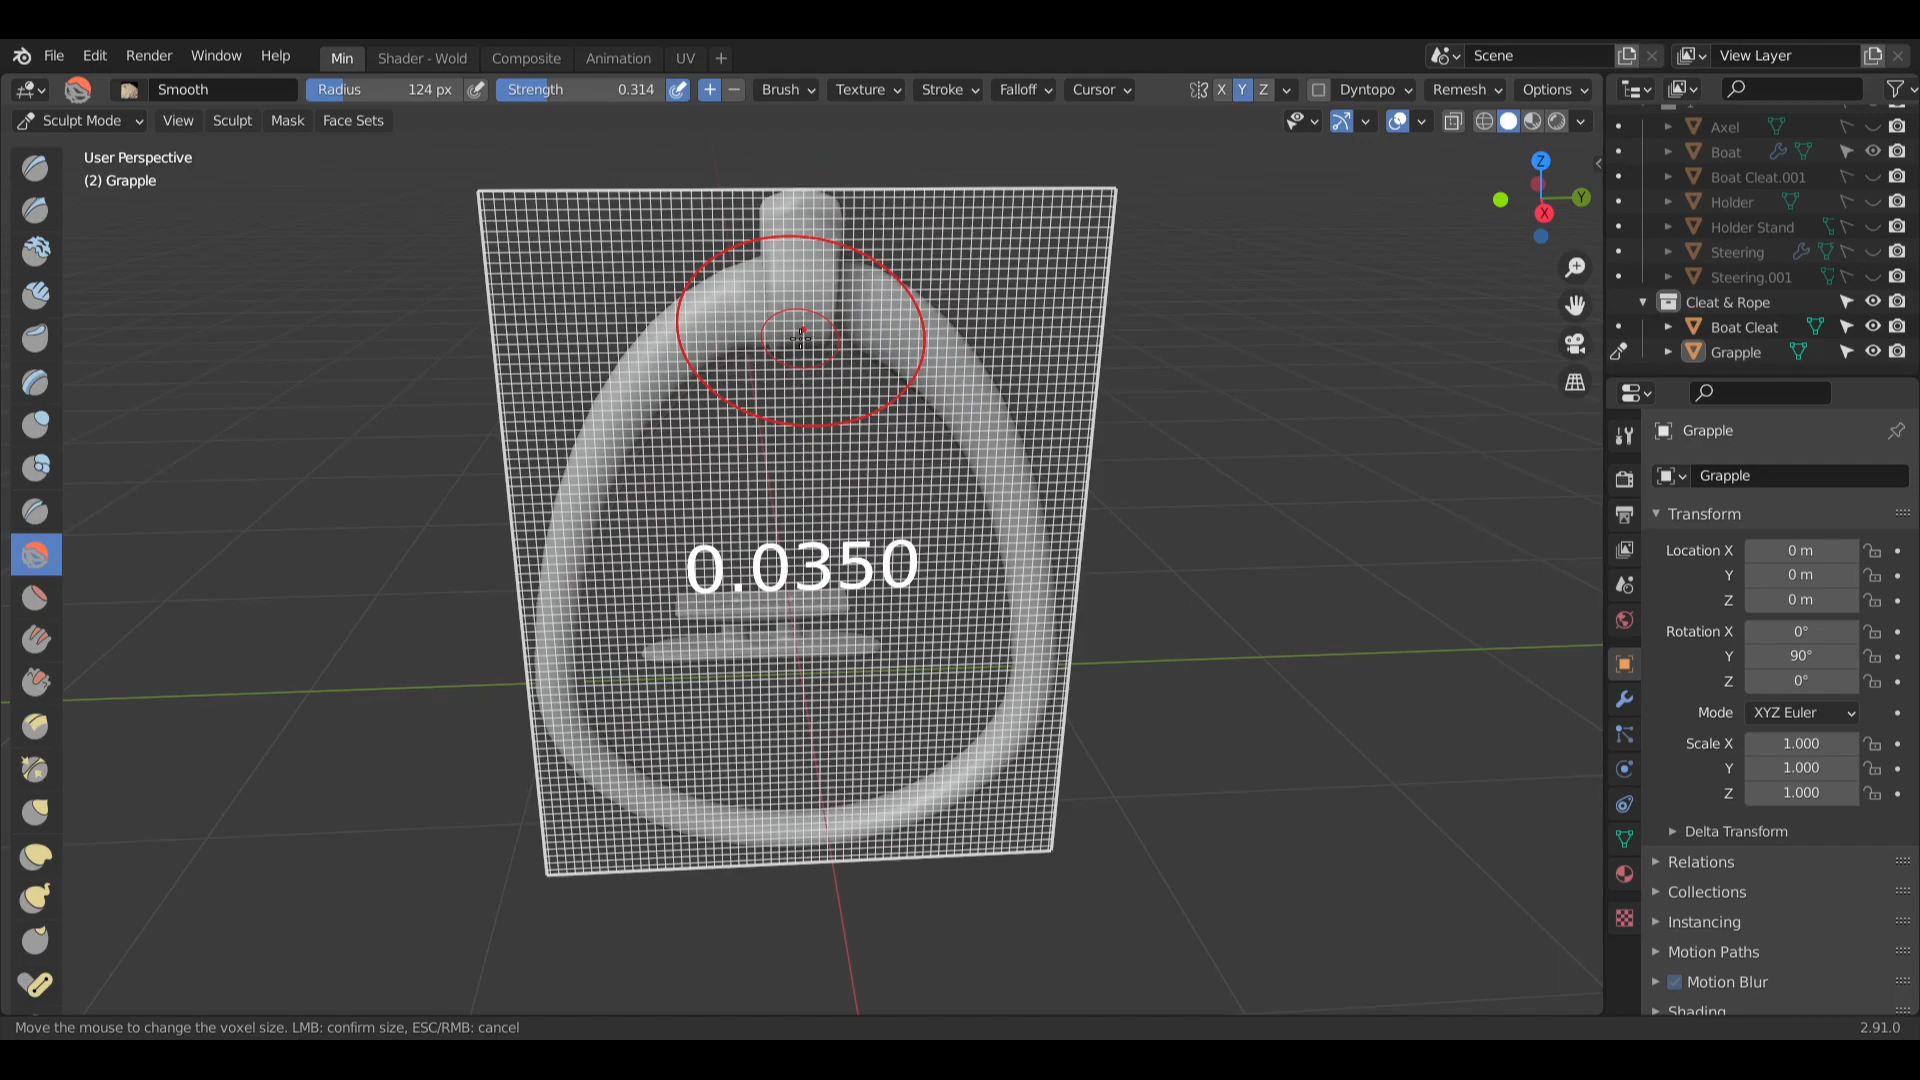 File Edit Render Window Help Min Shader - Wold Composite Animation UV + Scene View Layer
Smooth Radius 124 px Strength 0.314 Brush Texture Stroke Falloff Cursor X Y Z Dyntopo Remesh Options
Sculpt Mode View Sculpt Mask Face Sets
User Perspective
(2) Grapple
0.0350
Z
Y
X
Axel
Boat
Boat Cleat.001
Holder
Holder Stand
Steering
Steering.001
Cleat & Rope
Boat Cleat
Grapple
Grapple
Grapple
Transform
Location X 0 m
Y 0 m
Z 0 m
Rotation X 0°
Y 90°
Z 0°
Mode XYZ Euler
Scale X 1.000
Y 1.000
Z 1.000
Delta Transform
Relations
Collections
Instancing
Motion Paths
Motion Blur
Shading
Move the mouse to change the voxel size. LMB: confirm size, ESC/RMB: cancel 2.91.0